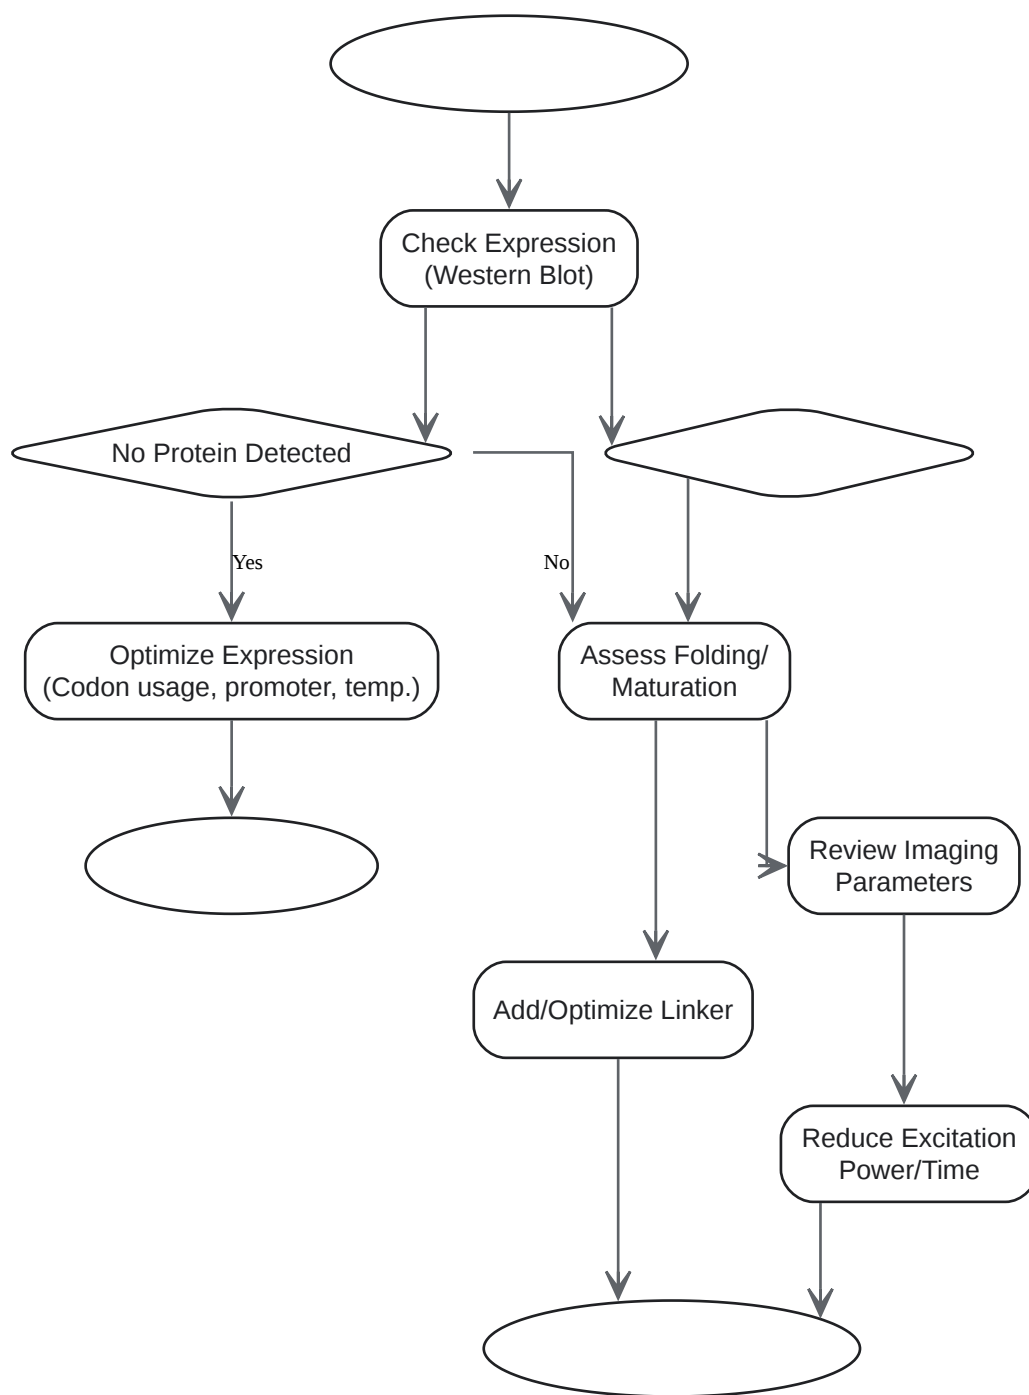 Check Expression
(Western Blot)
No Protein Detected
Yes
No
Optimize Expression
(Codon usage, promoter, temp.)
Assess Folding/
Maturation
Review Imaging
Parameters
Add/Optimize Linker
Reduce Excitation
Power/Time